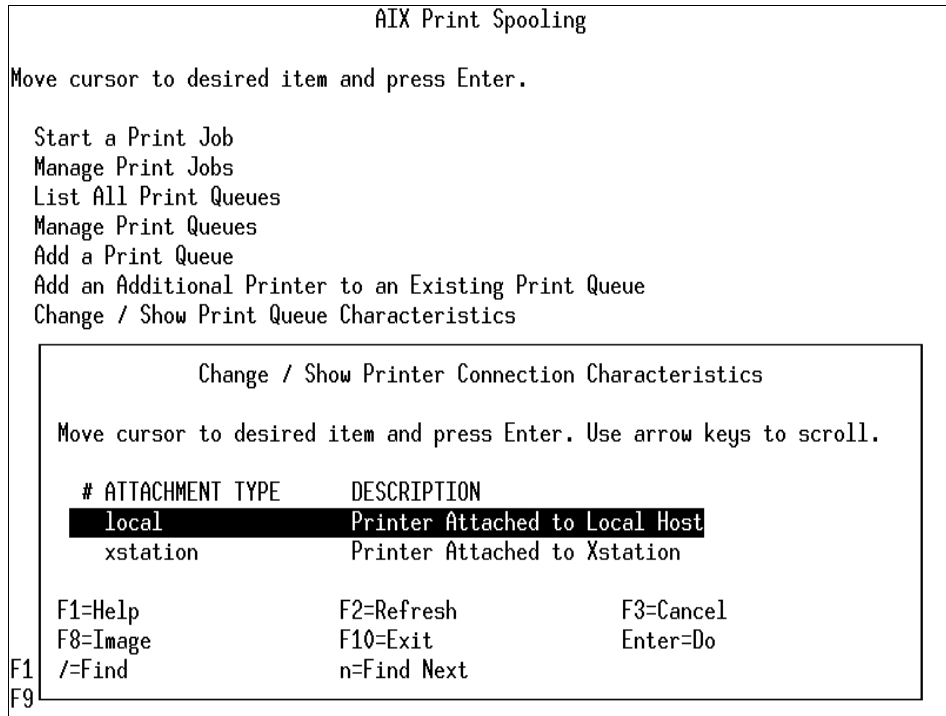 AIX Print Spooling
Move cursor to desired item and press Enter.
Start a Print Job
Manage Print Jobs
List All Print Queues
Manage Print Queues
Add a Print Queue
Add an Additional Printer to an Existing Print Queue
Change / Show Print Queue Characteristics
Change / Show Printer Connection Characteristics
Move cursor to desired item and press Enter. Use arrow keys to scroll.
# ATTACHMENT TYPE DESCRIPTION
local Printer Attached to Local Host
xstation Printer Attached to Xstation
F1=Help F2=Refresh F3=Cancel
F8=Image F10=Exit Enter=Do
F1 /=Find n=Find Next
F9